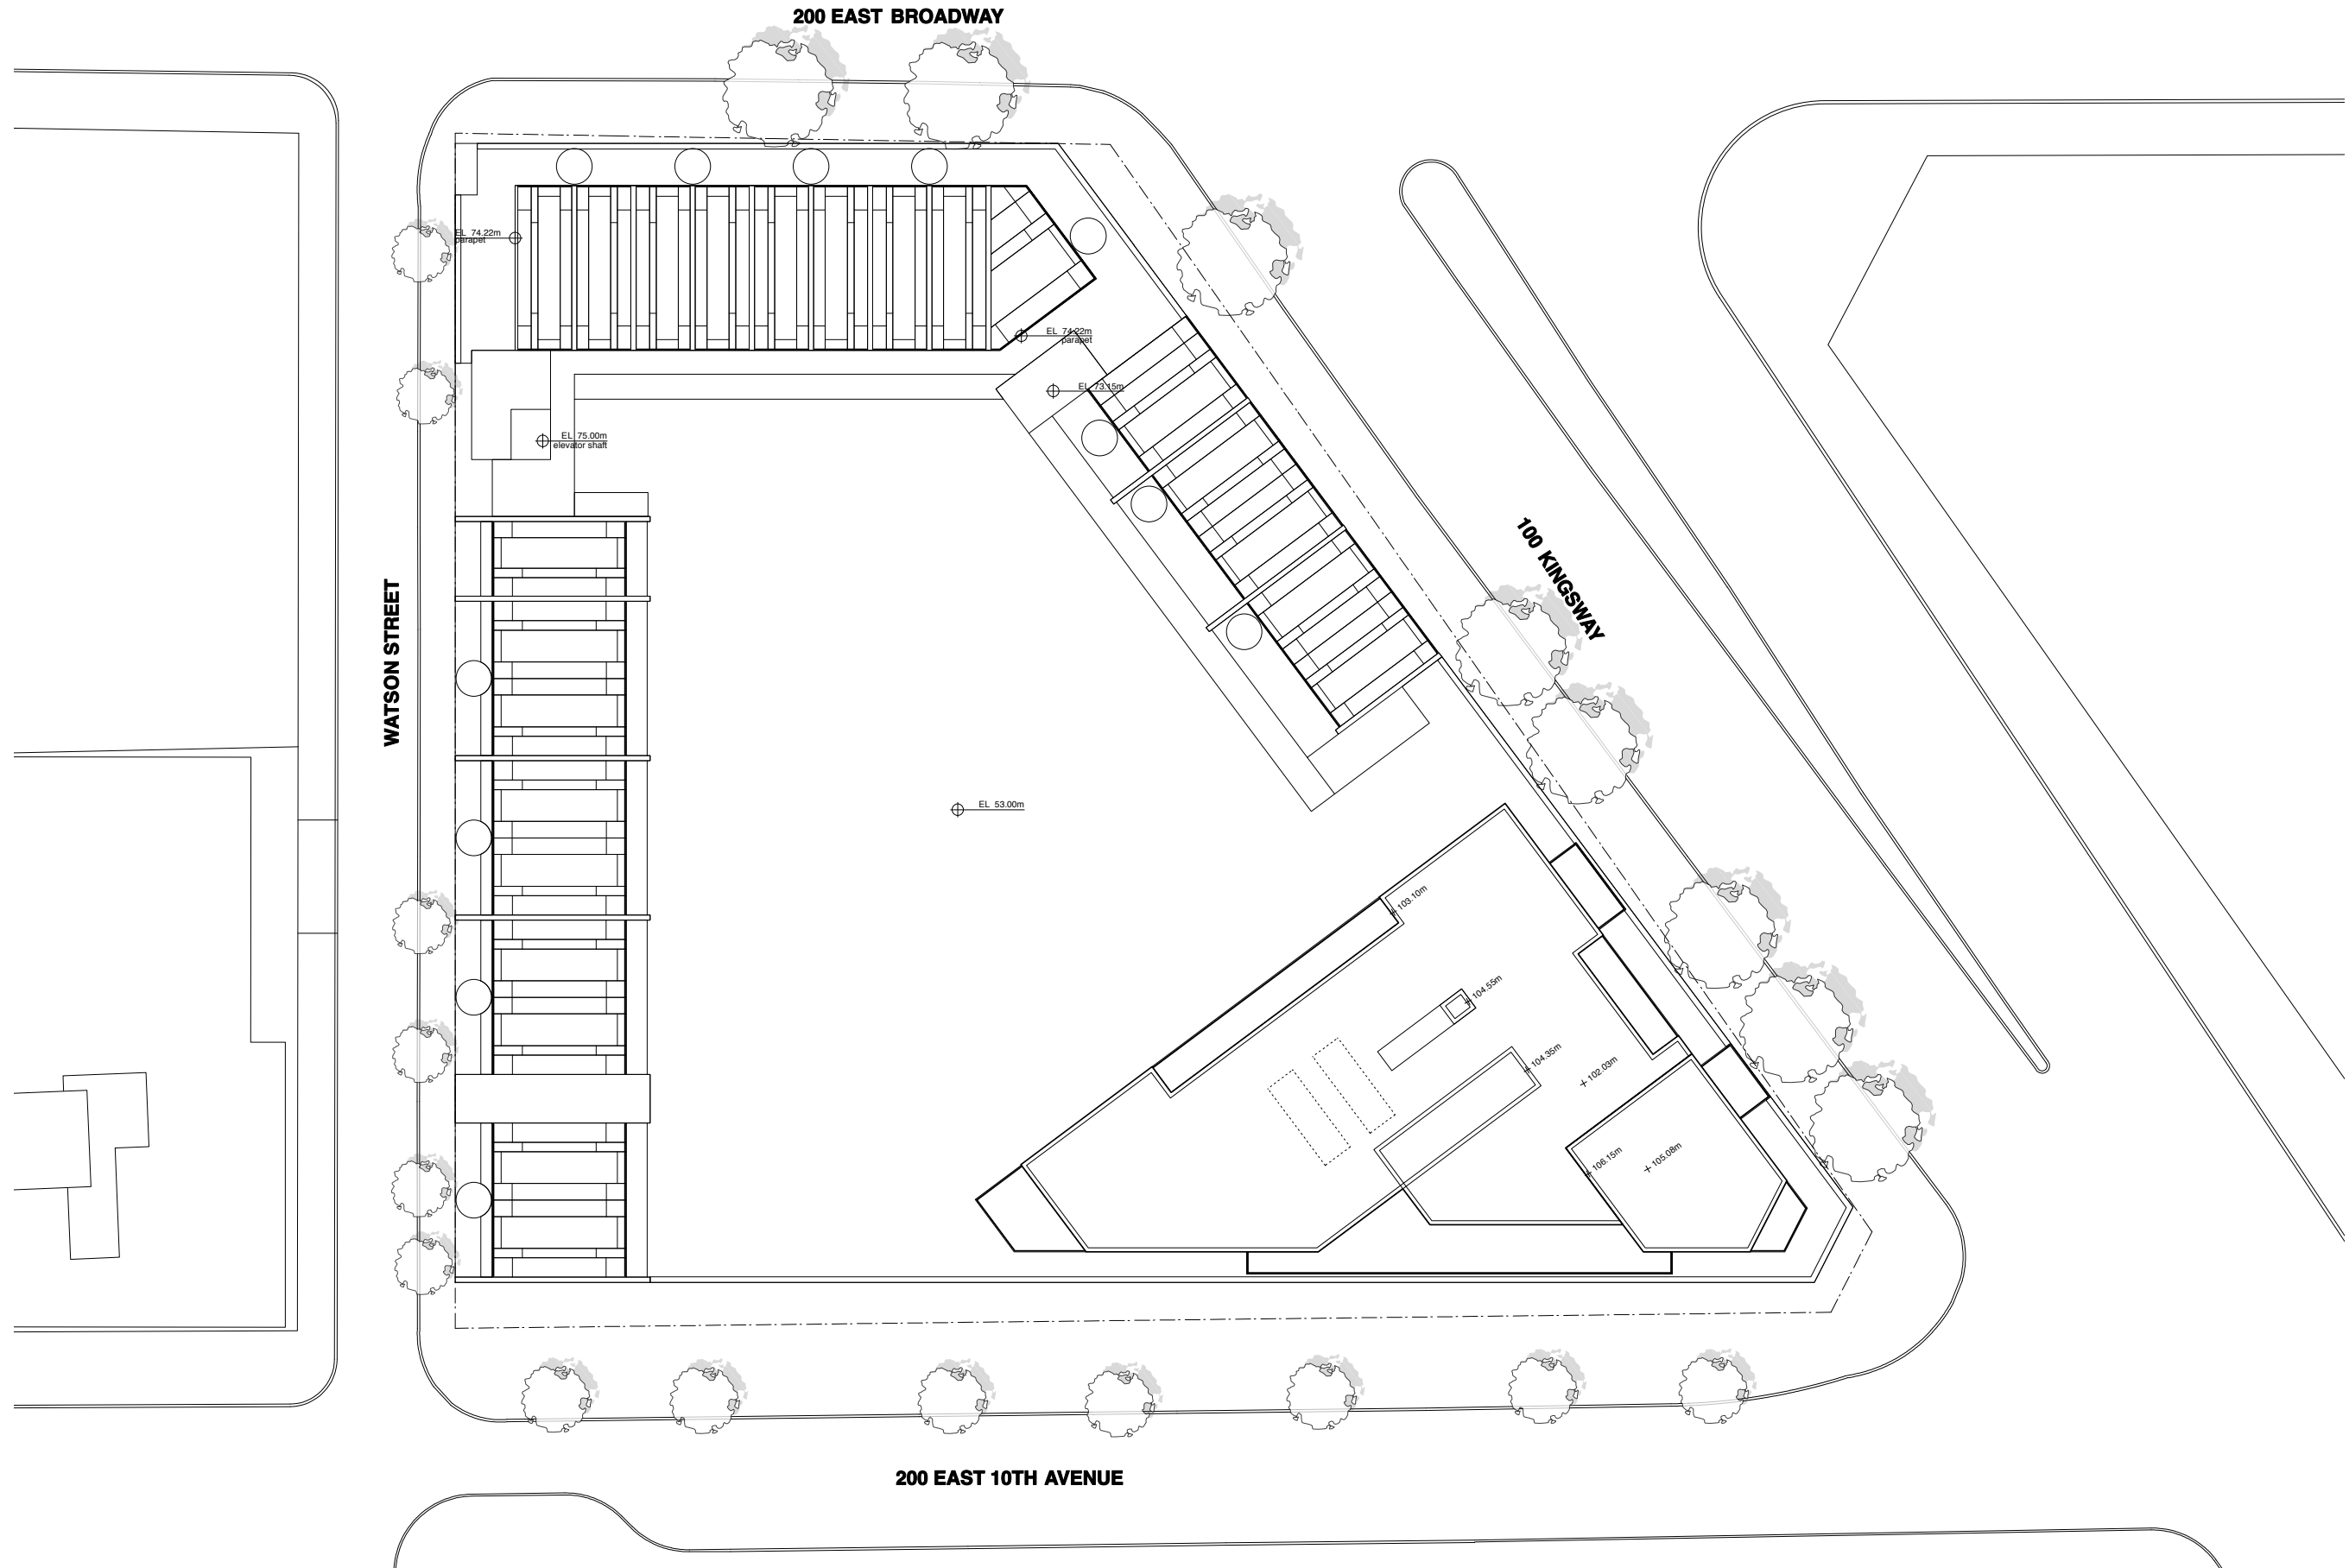 200 EAST BROADWAY
EL 74.22m
parapet
EL 74.22m
parapet
EL 73.15m
EL 75.00m
elevator shaft
100 KINGSWAY
WATSON STREET
EL 53.00m
103.10m
104.55m
104.35m
102.03m
106.15m
105.08m
200 EAST 10TH AVENUE